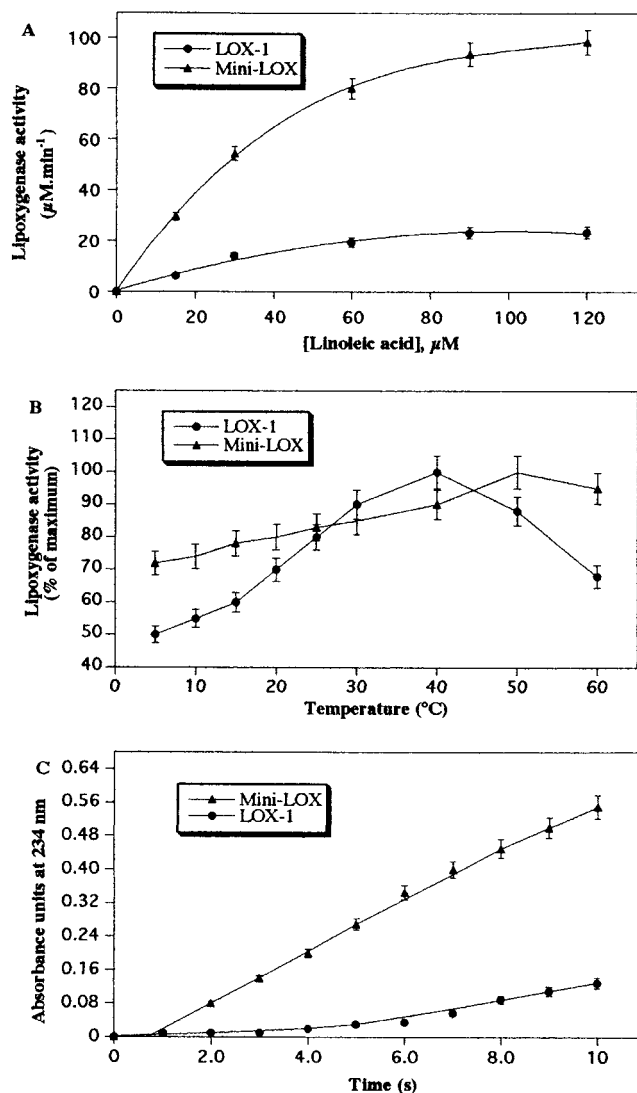 A
LOX-1
Mini-LOX
Lipoxygenase activity
(µM.min⁻¹)
100
80
60
40
20
0
0 20 40 60 80 100 120
[Linoleic acid], µM
B
LOX-1
Mini-LOX
Lipoxygenase activity
(% of maximum)
120
110
100
90
80
70
60
50
40
0 10 20 30 40 50 60
Temperature (°C)
C
Mini-LOX
LOX-1
Absorbance units at 234 nm
0.64
0.56
0.48
0.40
0.32
0.24
0.16
0.08
0
0 2.0 4.0 6.0 8.0 10
Time (s)